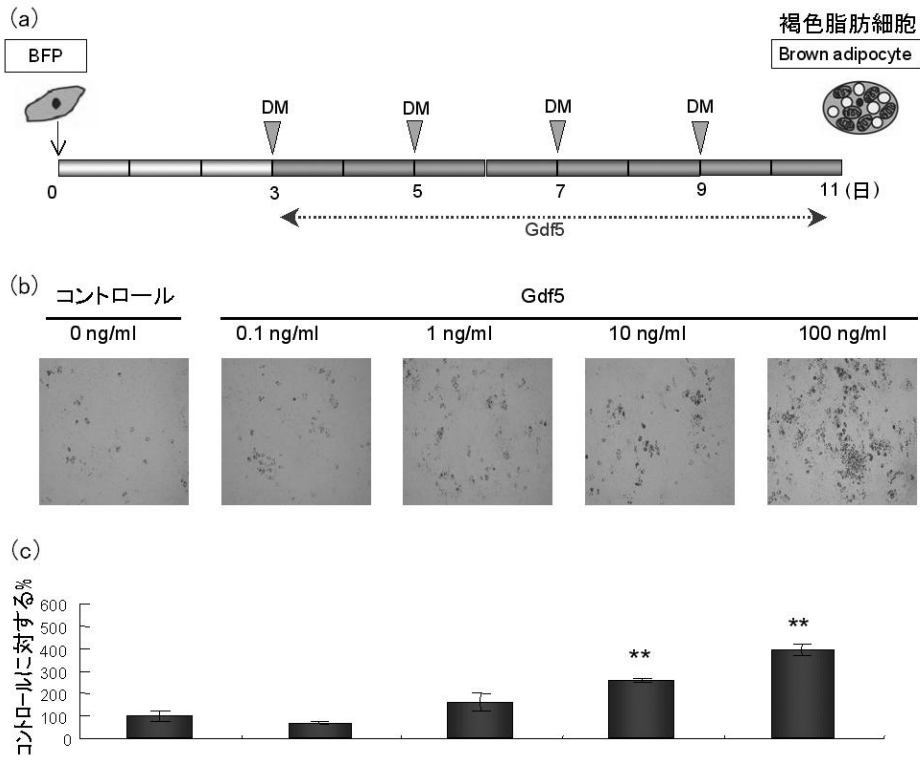 (a)
BFP
褐色脂肪細胞
Brown adipocyte
DM DM DM DM
0 3 5 7 9 11 (日)
Gdf5
(b)
コントロール Gdf5
0 ng/ml 0.1 ng/ml 1 ng/ml 10 ng/ml 100 ng/ml
(c)
コントロールに対する%
600
500
400
300
200
100
0
** **